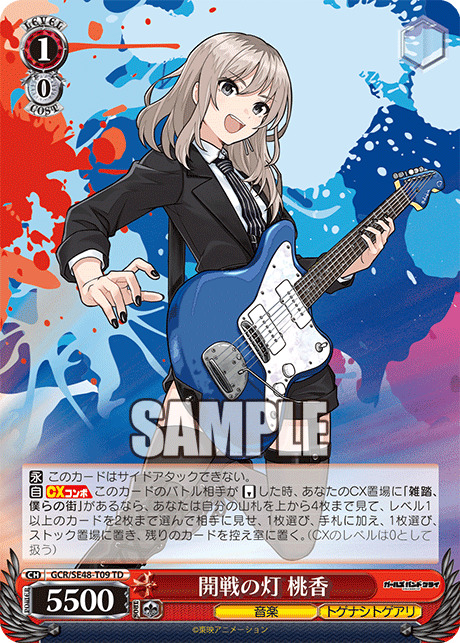 LEVEL
1
0
COST
SAMPLE
永 このカードはサイドアタックできない。
自 CXコンボ このカードのバトル相手が した時、あなたのCX置場に「雑踏、
僕らの街」があるなら、あなたは自分の山札を上から4枚まで見て、レベル1
以上のカードを2枚まで選んで相手に見せ、1枚選び、手札に加え、1枚選び、
ストック置場に置き、残りのカードを控え室に置く。(CXのレベルは0として
扱う)
CH GCR/SE48-T09 TD
POWER
5500
SOUL
開戦の灯 桃香
ガールズバンドクライ
音楽
トゲナシトゲアリ
©東映アニメーション